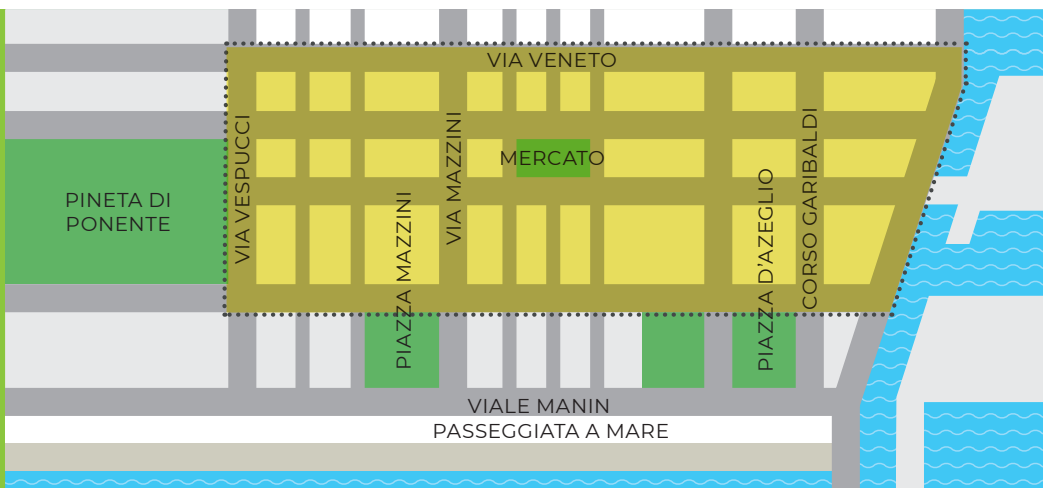 VIA VENETO
VIA VESPUCCI
VIA MAZZINI
CORSO GARIBALDI
MERCATO
PINETA DI
PONENTE
PIAZZA MAZZINI
PIAZZA D'AZEGLIO
VIALE MANIN
PASSEGGIATA A MARE